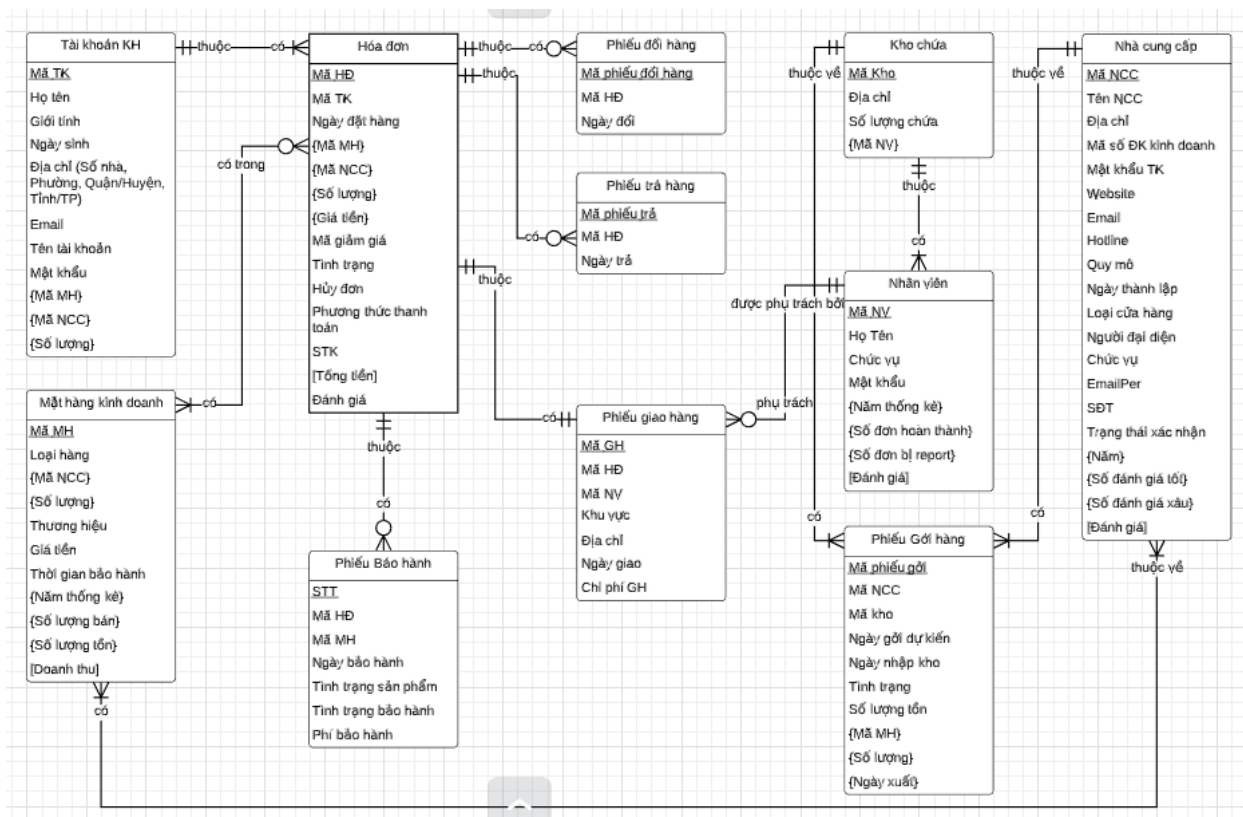 Tài khoản KH
Mã TK
Họ tên
Giới tính
Ngày sinh
Địa chỉ (Số nhà,
Phường, Quận/Huyện,
Tỉnh/TP)
Email
Tên tài khoản
Mật khẩu
{Mã MH}
{Mã NCC}
{Số lượng}
thuộc
có
Hóa đơn
Mã HĐ
Mã TK
Ngày đặt hàng
{Mã MH}
{Mã NCC}
{Số lượng}
{Giá tiền}
Mã giảm giá
Tình trạng
Hủy đơn
Phương thức thanh
toán
STK
[Tổng tiền]
Đánh giá
có trong
có
Mặt hàng kinh doanh
Mã MH
Loại hàng
{Mã NCC}
{Số lượng}
Thương hiệu
Giá tiền
Thời gian bảo hành
{Năm thống kê}
{Số lượng bán}
{Số lượng tồn}
[Doanh thu]
có
thuộc
có
Phiếu Bảo hành
STT
Mã HĐ
Mã MH
Ngày bảo hành
Tình trạng sản phẩm
Tình trạng bảo hành
Phí bảo hành
thuộc
có
thuộc
Phiếu đổi hàng
Mã phiếu đổi hàng
Mã HĐ
Ngày đổi
có
Phiếu trả hàng
Mã phiếu trả
Mã HĐ
Ngày trả
thuộc
có
Phiếu giao hàng
Mã GH
Mã HĐ
Mã NV
Khu vực
Địa chỉ
Ngày giao
Chi phí GH
phụ trách
được phụ trách bởi
thuộc về
Kho chứa
Mã Kho
Địa chỉ
Số lượng chứa
{Mã NV}
thuộc
có
Nhân viên
Mã NV
Họ Tên
Chức vụ
Mật khẩu
{Năm thống kê}
{Số đơn hoàn thành}
{Số đơn bị report}
[Đánh giá]
có
Phiếu Gởi hàng
Mã phiếu gởi
Mã NCC
Mã kho
Ngày gởi dự kiến
Ngày nhập kho
Tình trạng
Số lượng tồn
{Mã MH}
{Số lượng}
{Ngày xuất}
thuộc về
có
Nhà cung cấp
Mã NCC
Tên NCC
Địa chỉ
Mã số ĐK kinh doanh
Mật khẩu TK
Website
Email
Hotline
Quy mô
Ngày thành lập
Loại cửa hàng
Người đại diện
Chức vụ
EmailPer
SĐT
Trạng thái xác nhận
{Năm}
{Số đánh giá tốt}
{Số đánh giá xấu}
[Đánh giá]
thuộc về